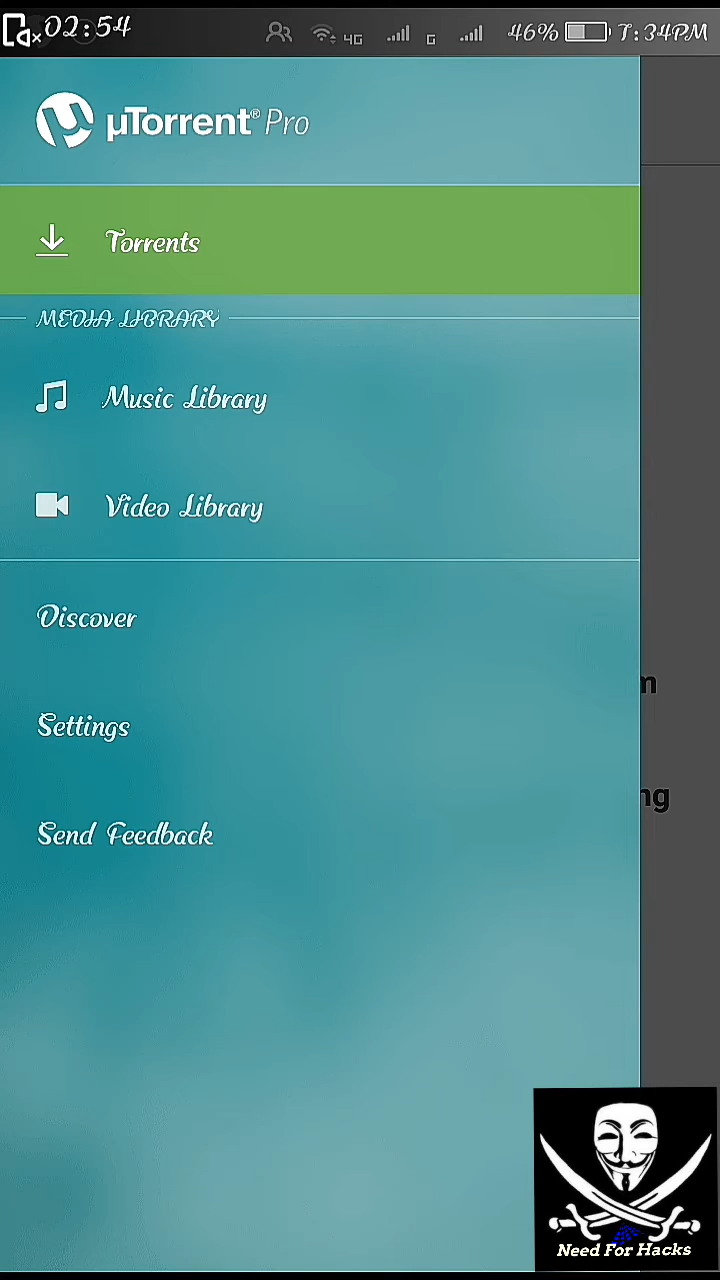 02:54 4G G 46% 7:34PM
µTorrent® Pro
Torrents
MEDIA LIBRARY
Music Library
Video Library
Discover
Settings
m
Send Feedback
ng
Need For Hacks